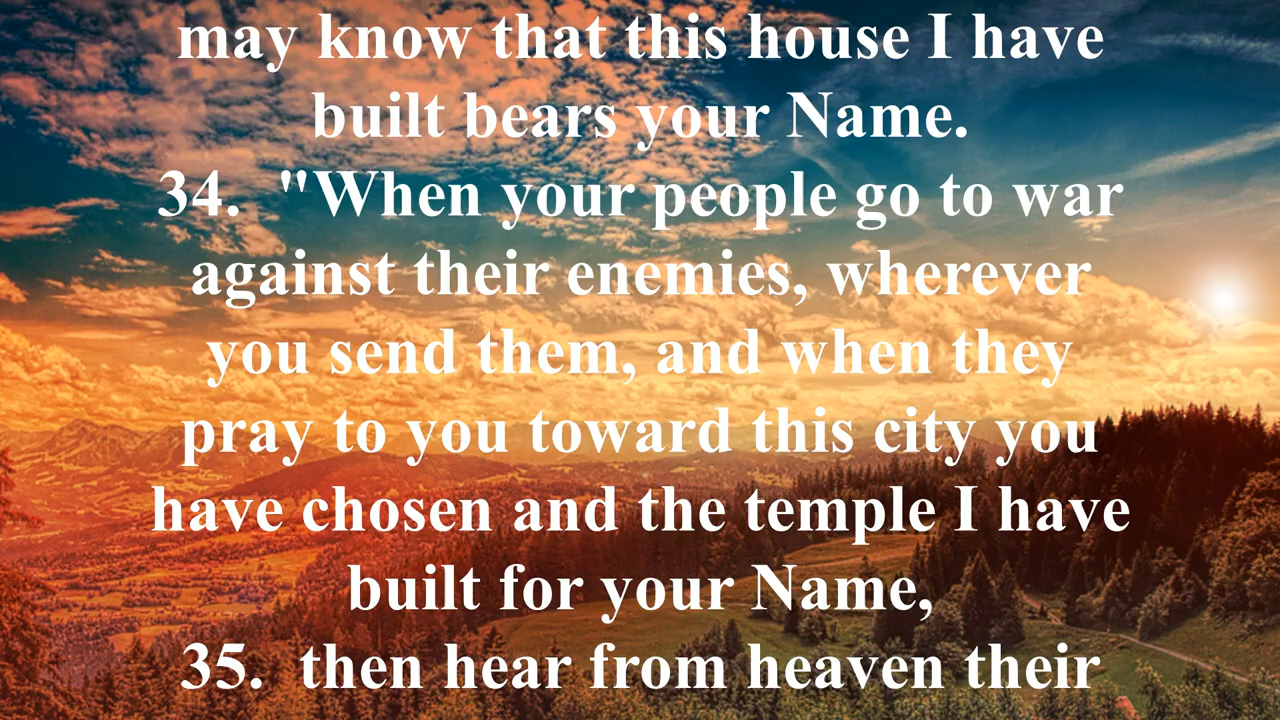 may know that this house I have
built bears your Name.
34. "When your people go to war
against their enemies, wherever
you send them, and when they
pray to you toward this city you
have chosen and the temple I have
built for your Name,
35. then hear from heaven their